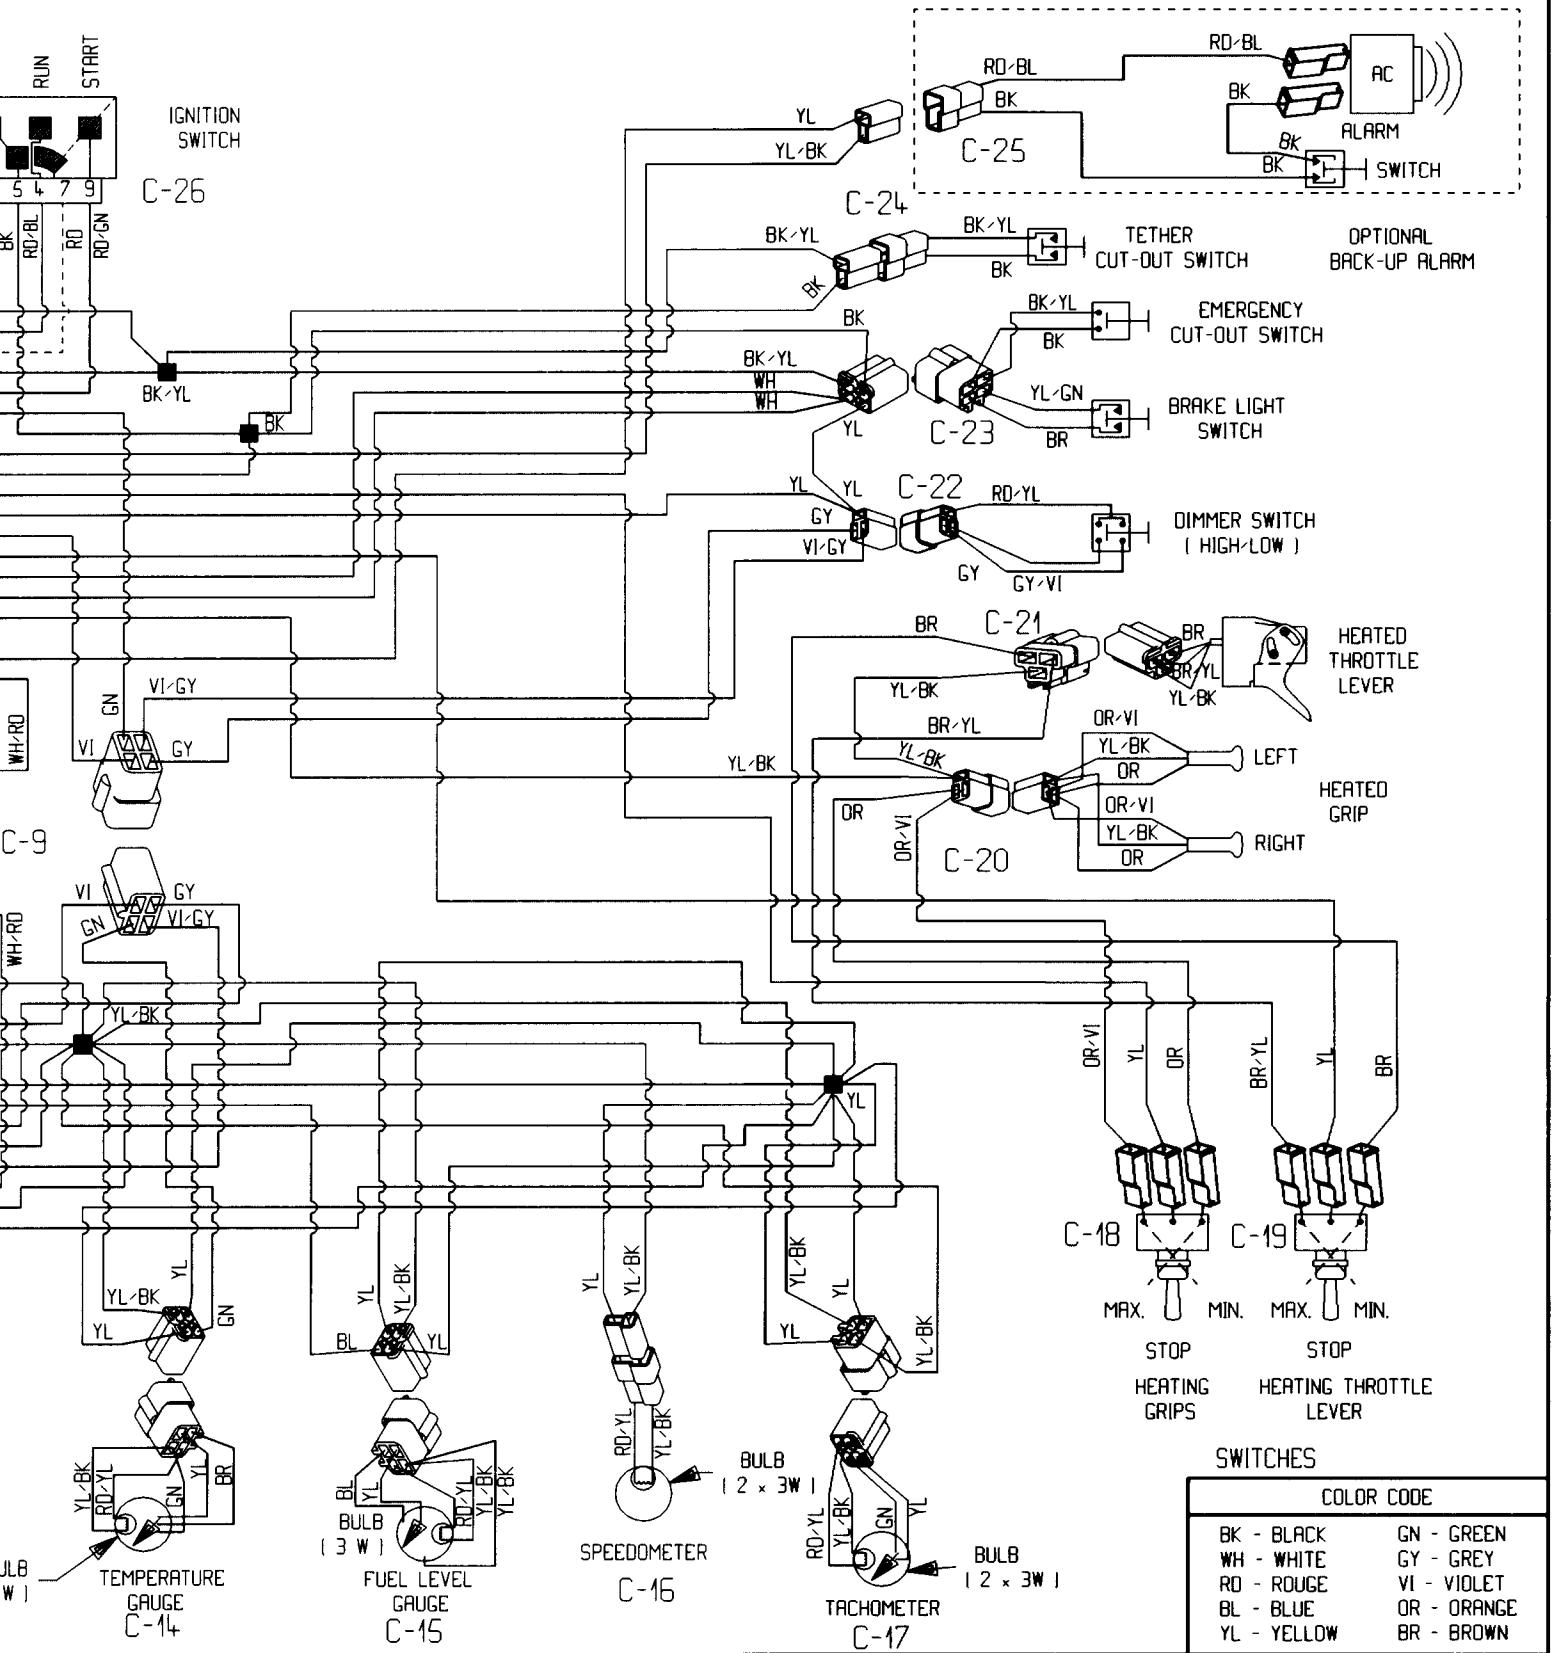 RUN
START
IGNITION
SWITCH
5 4 7 9
C-26
BK
RD/BL
RD
RD/GN
YL
YL/BK
RD/BL
BK
C-25
RD/BL
BK
AC
ALARM
BK
BK
SWITCH
OPTIONAL
BACK-UP ALARM
C-24
BK/YL
BK
BK/YL
BK
TETHER
CUT-OUT SWITCH
BK
BK/YL
WH
WH
YL
BK/YL
BK
EMERGENCY
CUT-OUT SWITCH
YL/GN
BR
C-23
BRAKE LIGHT
SWITCH
BK/YL
BK
YL
YL
GY
VI/GY
C-22
RD/YL
GY
GY/VI
DIMMER SWITCH
( HIGH/LOW )
BR
C-21
YL/BK
BR/YL
BR
BR/YL
YL/BK
HEATED
THROTTLE
LEVER
WH/RD
GN
VI/GY
VI
GY
C-9
YL/BK
YL/BK
OR
OR/VI
C-20
OR/VI
YL/BK
OR
LEFT
OR/VI
YL/BK
OR
RIGHT
HEATED
GRIP
WH/RD
VI
GY
GN
VI/GY
YL/BK
YL
OR/VI
YL
OR
BR/YL
YL
BR
C-18
C-19
MAX.
MIN.
MAX.
MIN.
STOP
STOP
HEATING
GRIPS
HEATING THROTTLE
LEVER
SWITCHES
YL/BK
YL
YL
GN
BL
YL
YL/BK
YL
YL
YL/BK
YL/BK
YL
YL
YL/BK
YL/BK
RD/YL
GN
YL
BR
BL
YL
RD/YL
YL/BK
YL/BK
RD/YL
YL/BK
RD/YL
YL/BK
GN
YL
ULB
W )
TEMPERATURE
GAUGE
C-14
BULB
( 3 W )
FUEL LEVEL
GAUGE
C-15
BULB
( 2 x 3W )
SPEEDOMETER
C-16
BULB
( 2 x 3W )
TACHOMETER
C-17
COLOR CODE
BK - BLACK GN - GREEN
WH - WHITE GY - GREY
RD - ROUGE VI - VIOLET
BL - BLUE OR - ORANGE
YL - YELLOW BR - BROWN